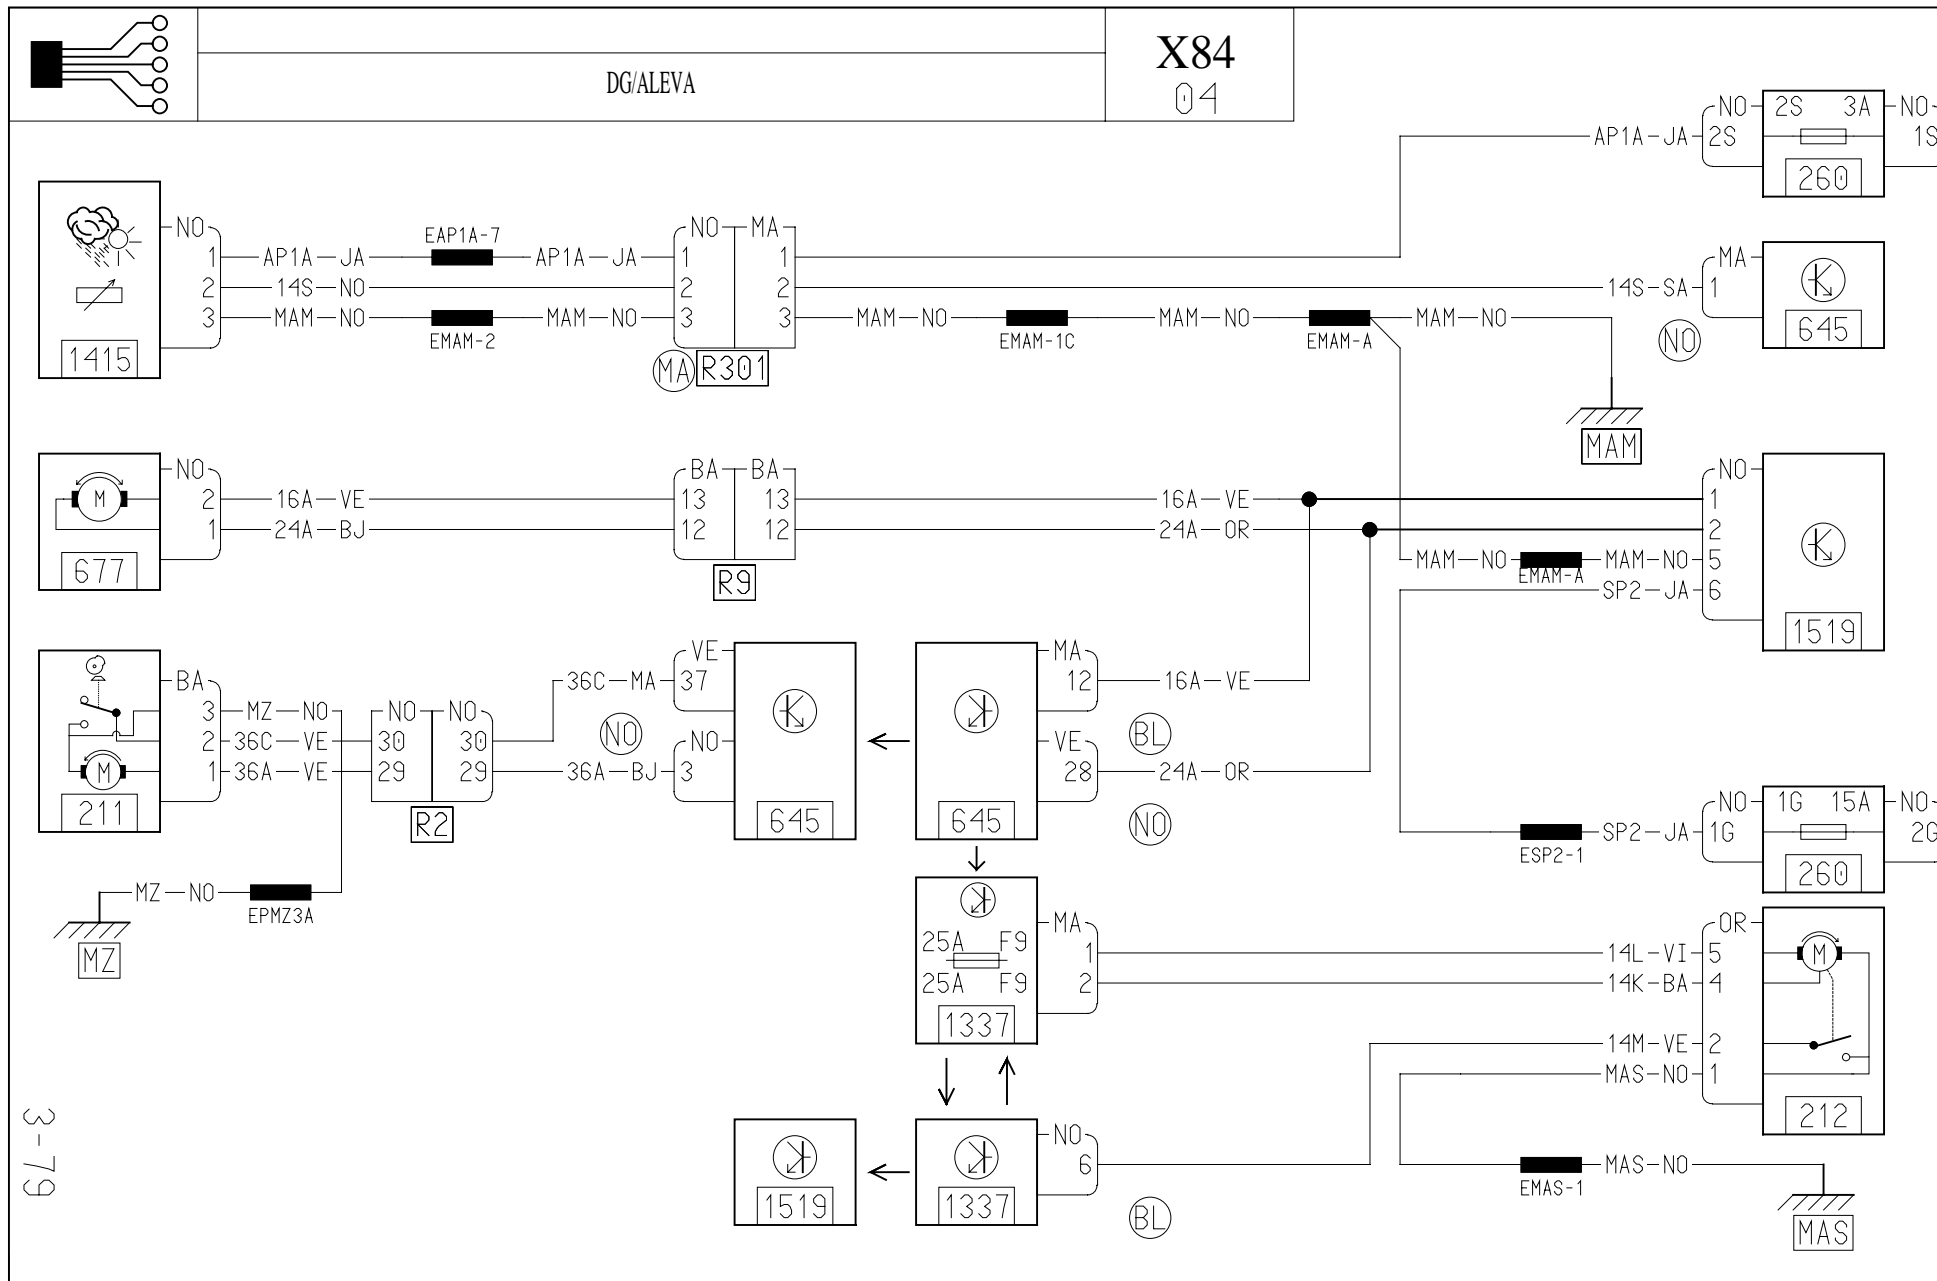 DG/ALEVA
X84
04
NO 2S 3A NO
AP1A JA 2S 1S
260
NO EAP1A-7 NO MA
1 AP1A JA AP1A JA 1 1
2 14S NO 2 2 14S SA 1 MA
3 MAM NO MAM NO 3 3 MAM NO MAM NO MAM NO
EMAM-2 EMAM-1C EMAM-A
1415 MA R301 NO 645
MAM
NO BA BA NO
2 16A VE 13 13 16A VE 1
1 24A BJ 12 12 24A OR 2
MAM NO MAM NO 5
EMAM-A
SP2 JA 6
677 R9 1519
VE MA
36C MA 37 12 16A VE
BA
3 MZ NO NO NO NO BL
2 36C VE 30 30 NO VE
1 36A VE 29 29 36A BJ 3 28 24A OR
211 R2 645 645 NO
NO 1G 15A NO
SP2 JA 1G 2G
ESP2-1
260
MZ NO
EPMZ3A
MZ
MA OR
25A F9 1 14L VI 5 M
25A F9 2 14K BA 4
1337
14M VE 2
MAS NO 1
212
NO
6 MAS NO
EMAS-1
1519 1337 BL
MAS
M
M
3-79